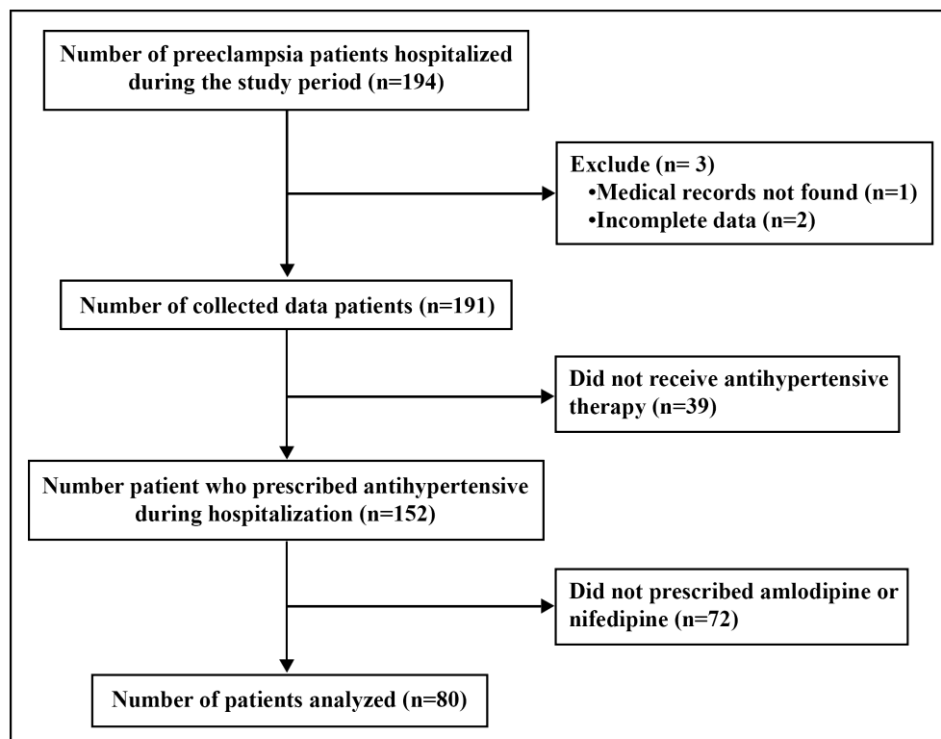 Number of preeclampsia patients hospitalized
during the study period (n=194)
Exclude (n= 3)
•Medical records not found (n=1)
•Incomplete data (n=2)
Number of collected data patients (n=191)
Did not receive antihypertensive
therapy (n=39)
Number patient who prescribed antihypertensive
during hospitalization (n=152)
Did not prescribed amlodipine or
nifedipine (n=72)
Number of patients analyzed (n=80)